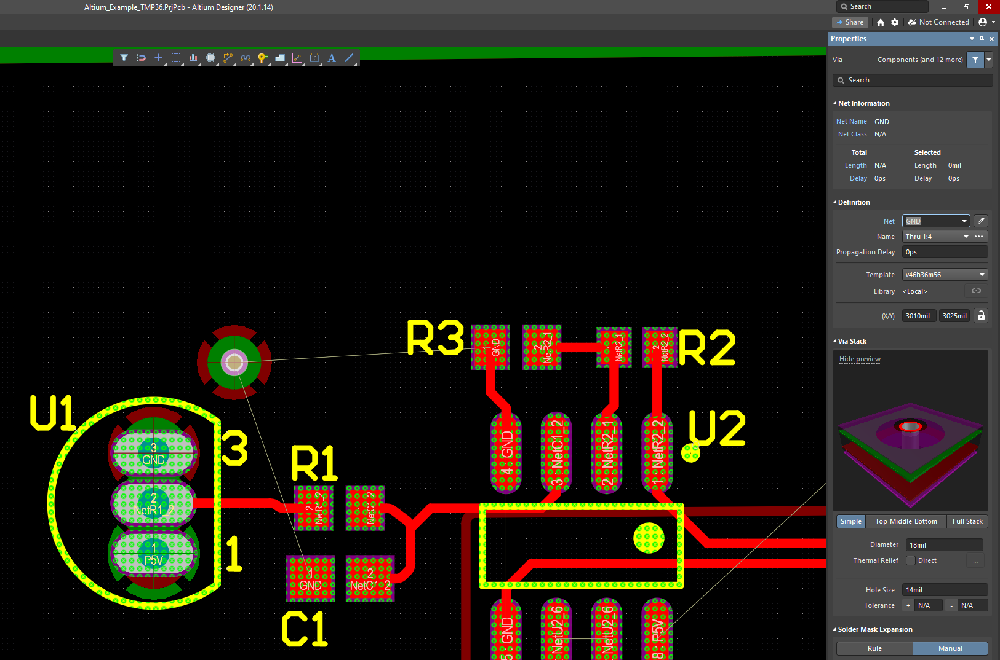 Altium_Example_TMP36.PrjPcb - Altium Designer (20.1.14)
Search
Share
Not Connected
Properties
Via
Components (and 12 more)
Search
Net Information
Net Name GND
Net Class N/A
Total Selected
Length N/A Length 0mil
Delay 0ps Delay 0ps
Definition
Net GND
Name Thru 1:4
Propagation Delay 0ps
Template v46h36m56
Library <Local>
(X/Y) 3010mil 3025mil
Via Stack
Hide preview
Simple Top-Middle-Bottom Full Stack
Diameter 18mil
Thermal Relief Direct ...
Hole Size 14mil
Tolerance + N/A - N/A
Solder Mask Expansion
Rule Manual
R3
1 GND
2 NetR2_1
1 NetR2_1
2 NetR2_2
R2
U1
3
3
GND
2
NetR1_2
1
P5V
1
R1
2 NetR1_2
1 NetC1_2
4 GND
3 NetC1_2
2 NetR2_1
1 NetR2_2
U2
1
GND
2
NetC1_2
C1
5 GND
NetU2_6
NetU2_6
8 P5V